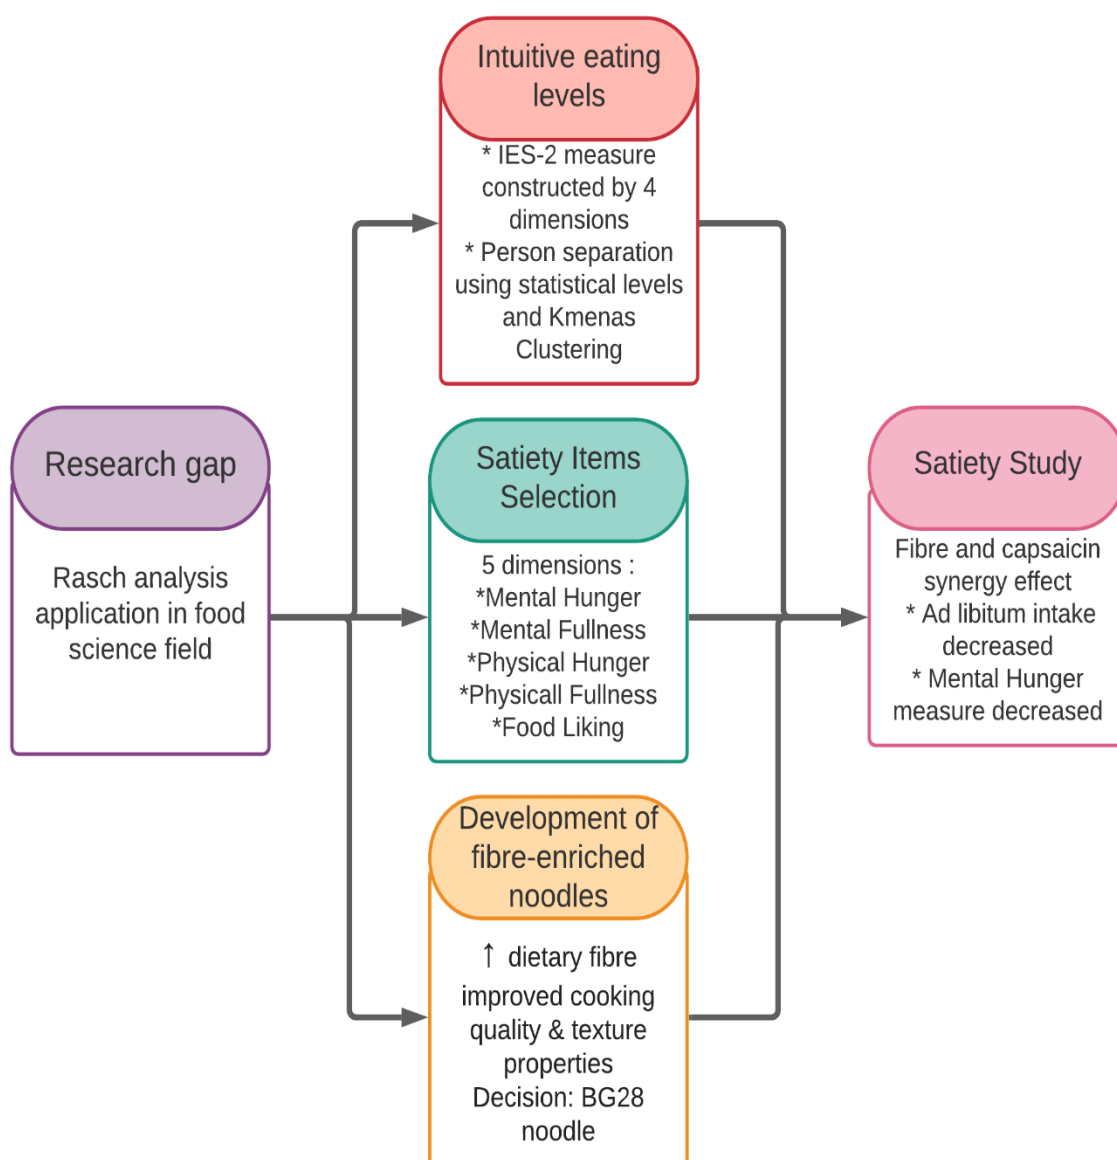 Research gap
Rasch analysis
application in food
science field
Intuitive eating
levels
* IES-2 measure
constructed by 4
dimensions
* Person separation
using statistical levels
and Kmenas
Clustering
Satiety Items
Selection
5 dimensions :
*Mental Hunger
*Mental Fullness
*Physical Hunger
*Physicall Fullness
*Food Liking
Development of
fibre-enriched
noodles
↑ dietary fibre
improved cooking
quality & texture
properties
Decision: BG28
noodle
Satiety Study
Fibre and capsaicin
synergy effect
* Ad libitum intake
decreased
* Mental Hunger
measure decreased